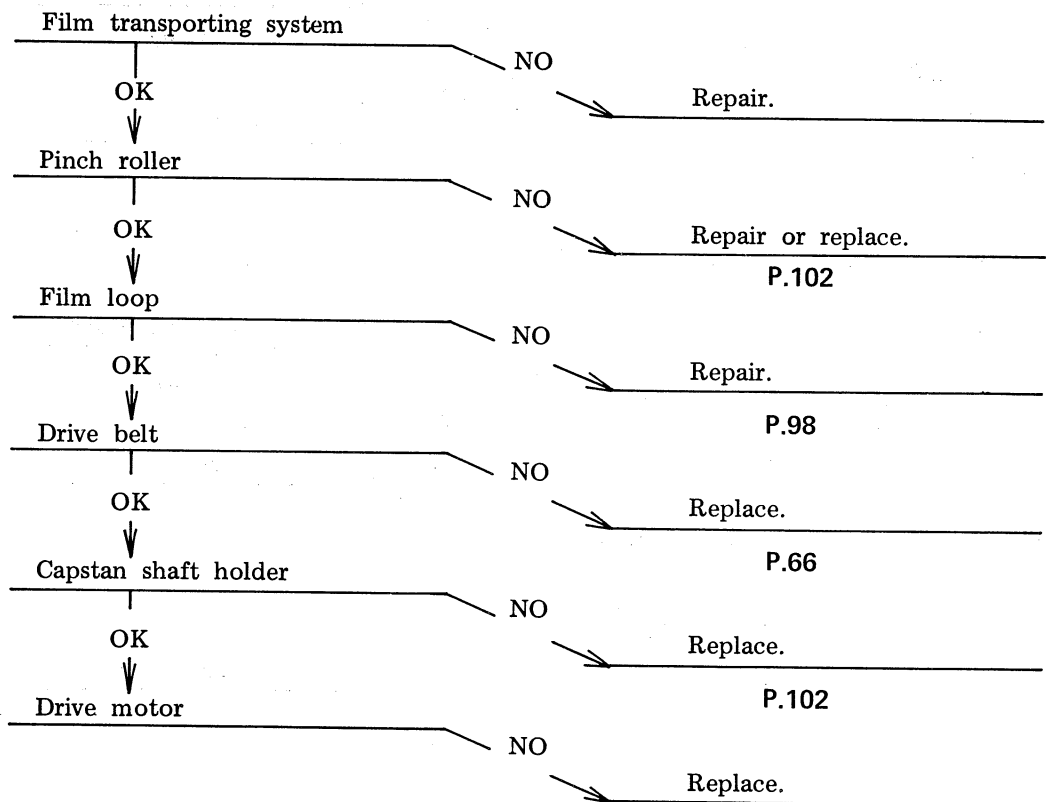 Film transporting system
NO
OK
Repair.
Pinch roller
NO
OK
Repair or replace.
P.102
Film loop
NO
OK
Repair.
P.98
Drive belt
NO
OK
Replace.
P.66
Capstan shaft holder
NO
OK
Replace.
P.102
Drive motor
NO
Replace.